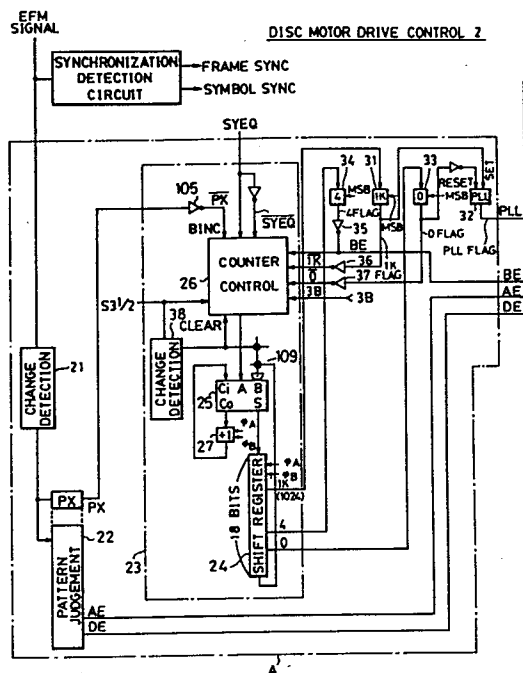 EFM
SIGNAL
DISC MOTOR DRIVE CONTROL 2
SYNCHRONIZATION
DETECTION
CIRCUIT
FRAME SYNC
SYMBOL SYNC
SYEQ
34
31
33
SET
105
PX
SYEQ
BINC
4
MSB
1K
MSB
0
MSB
RESET
PLL
32
PLL
PLL FLAG
4FLAG
35
0 FLAG
BE
BE
26
COUNTER
CONTROL
1K
36
1K
FLAG
0
37
3B
3B
AE
DE
S3 1/2
38
CLEAR
CHANGE
DETECTION
109
21
CHANGE
DETECTION
25
Ci A B
Co S
27
+1
φA
φB
φA
φB
1K
(1024)
18 BITS
SHIFT REGISTER
24
4
0
PX
PX
22
23
PATTERN
JUDGEMENT
AE
DE
A